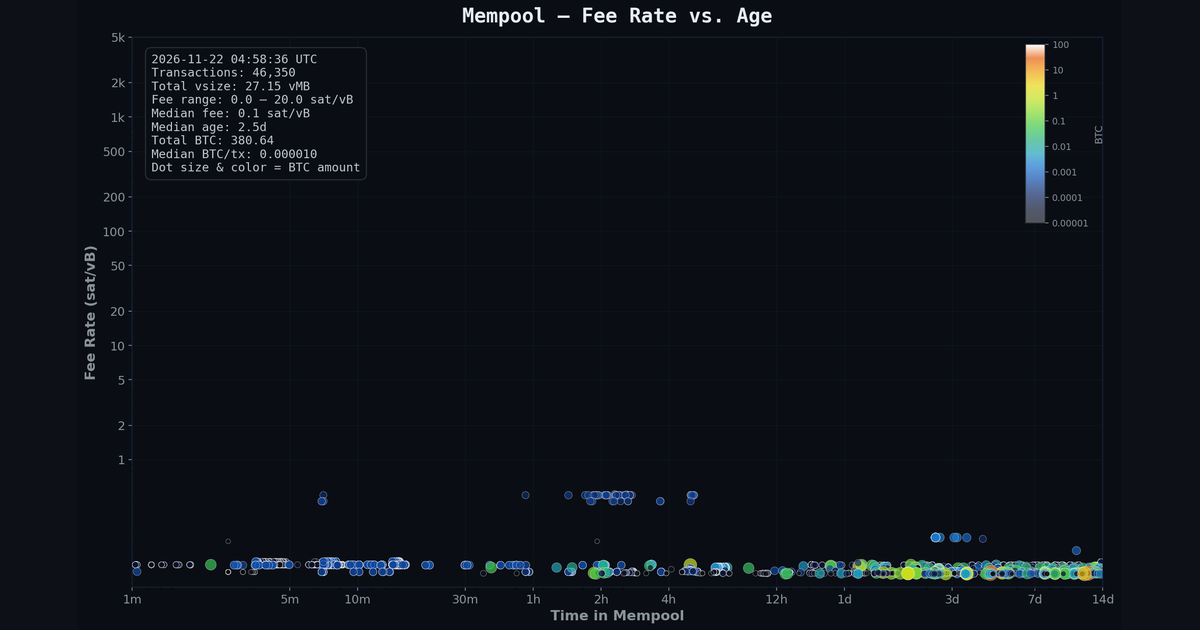 Mempool — Fee Rate vs. Age
2026-11-22 04:58:36 UTC
Transactions: 46,350
Total vsize: 27.15 vMB
Fee range: 0.0 — 20.0 sat/vB
Median fee: 0.1 sat/vB
Median age: 2.5d
Total BTC: 380.64
Median BTC/tx: 0.000010
Dot size & color = BTC amount
100
10
1
0.1
0.01
0.001
0.0001
0.00001
BTC
Fee Rate (sat/vB)
5k
2k
1k
500
200
100
50
20
10
5
2
1
1m 5m 10m 30m 1h 2h 4h 12h 1d 3d 7d 14d
Time in Mempool